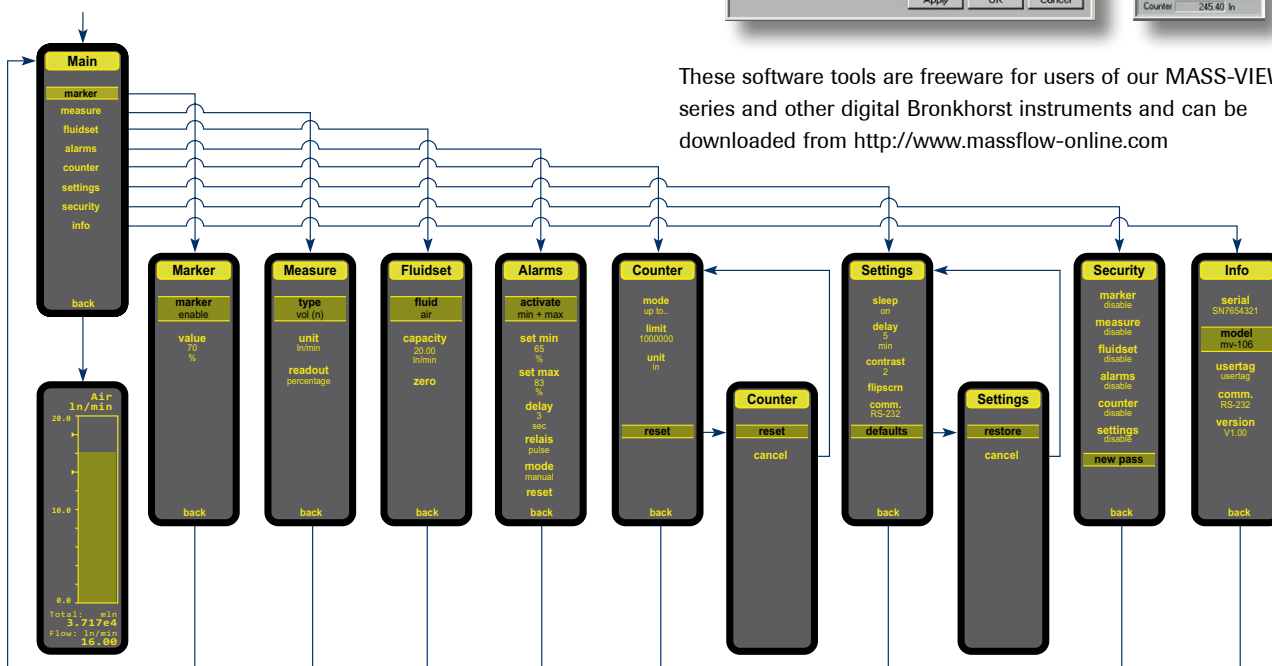 Apply OK Cancel
Counter 245.40 ln
These software tools are freeware for users of our MASS-VIEW
series and other digital Bronkhorst instruments and can be
downloaded from http://www.massflow-online.com
Main
marker
measure
fluidset
alarms
counter
settings
security
info
back
Marker
marker
enable
value
70
%
back
Measure
type
vol (n)
unit
ln/min
readout
percentage
back
Fluidset
fluid
air
capacity
20.00
ln/min
zero
back
Alarms
activate
min + max
set min
65
%
set max
83
%
delay
3
sec
relais
pulse
mode
manual
reset
back
Counter
mode
up to..
limit
1000000
unit
ln
reset
back
Counter
reset
cancel
Settings
sleep
on
delay
5
min
contrast
2
flipscrn
comm.
RS-232
defaults
back
Settings
restore
cancel
Security
marker
disable
measure
disable
fluidset
disable
alarms
disable
counter
disable
settings
disable
new pass
back
Info
serial
SN7654321
model
mv-106
usertag
usertag
comm.
RS-232
version
V1.00
back
Air
ln/min
20.0
10.0
0.0
Total: mln
3.717e4
Flow: ln/min
16.00